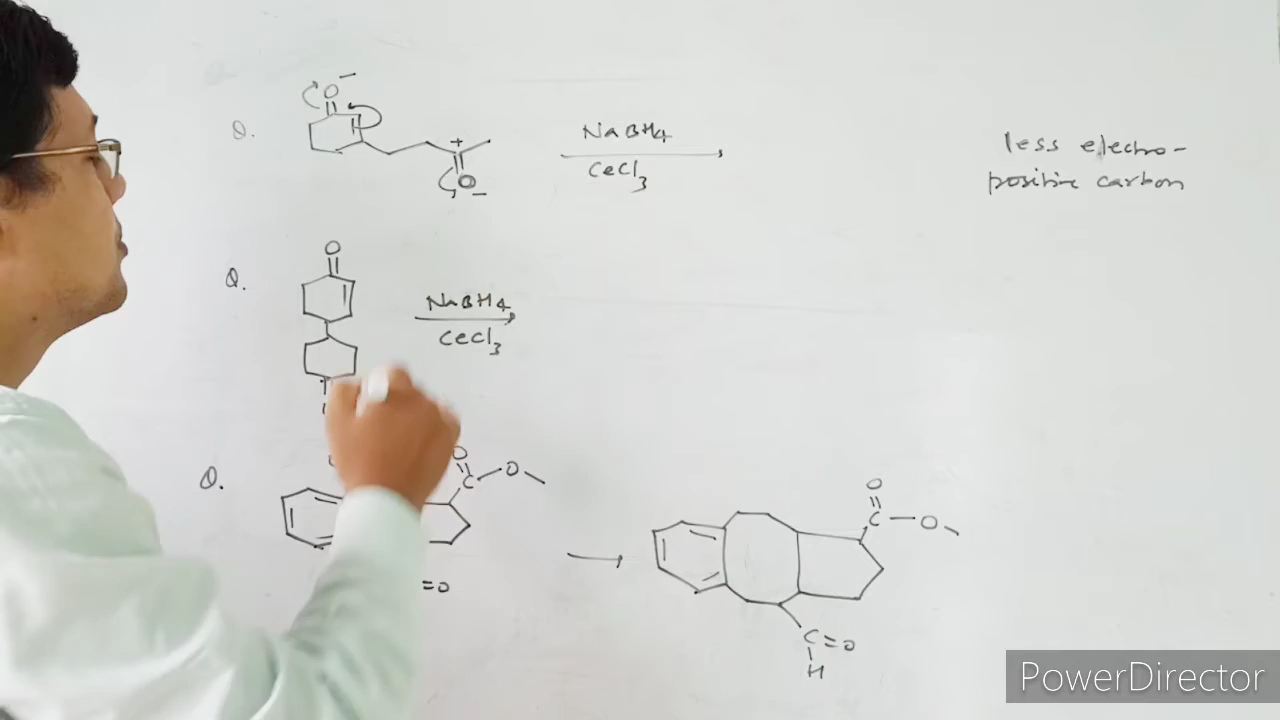 Q.
O
NaBH4
CeCl3
O
less electro-
positive carbon
Q.
O
NaBH4
CeCl3
Q.
O
C
O
=O
O
C
O
C
O
H
PowerDirector